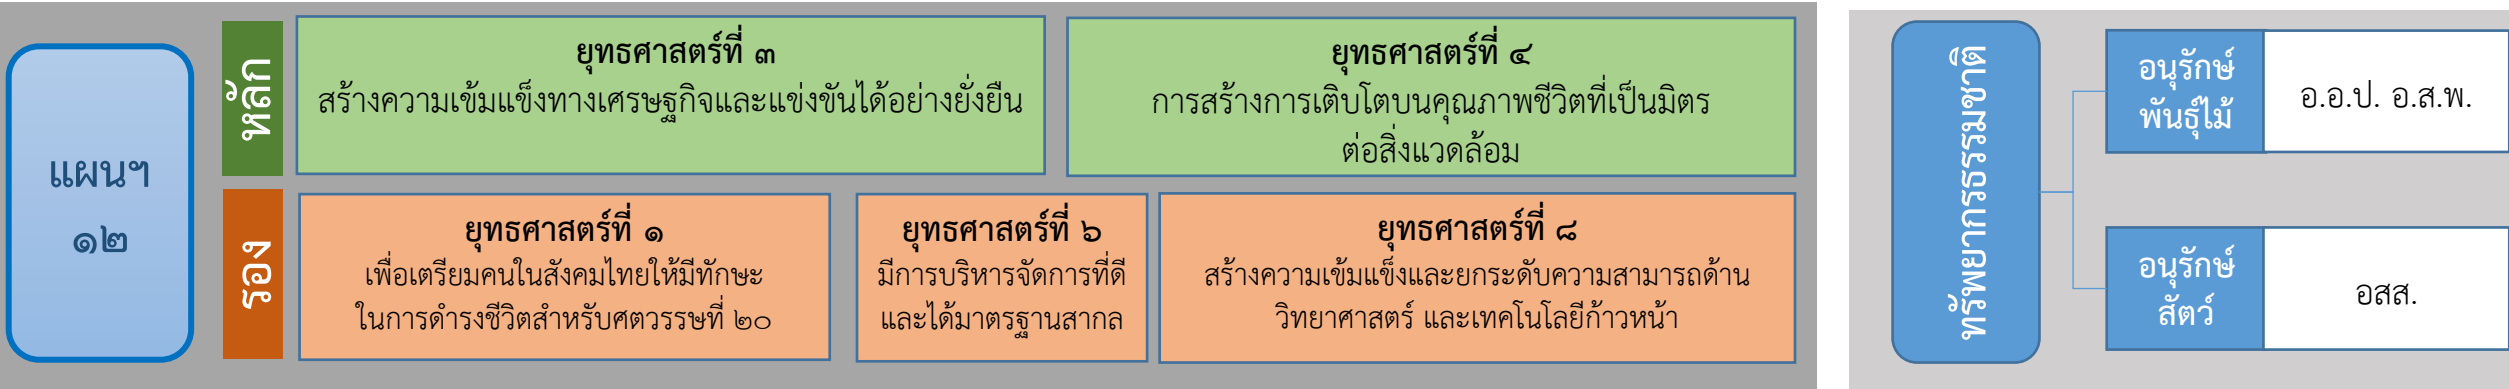 แผนฯ
๑๒
หลัก
ยุทธศาสตร์ที่ ๓
สร้างความเข้มแข็งทางเศรษฐกิจและแข่งขันได้อย่างยั่งยืน
ยุทธศาสตร์ที่ ๔
การสร้างการเติบโตบนคุณภาพชีวิตที่เป็นมิตร
ต่อสิ่งแวดล้อม
รอง
ยุทธศาสตร์ที่ ๑
เพื่อเตรียมคนในสังคมไทยให้มีทักษะ
ในการดำรงชีวิตสำหรับศตวรรษที่ ๒๐
ยุทธศาสตร์ที่ ๖
มีการบริหารจัดการที่ดี
และได้มาตรฐานสากล
ยุทธศาสตร์ที่ ๘
สร้างความเข้มแข็งและยกระดับความสามารถด้าน
วิทยาศาสตร์ และเทคโนโลยีก้าวหน้า
ทรัพยากรธรรมชาติ
อนุรักษ์
พันธุ์ไม้
อ.อ.ป. อ.ส.พ.
อนุรักษ์
สัตว์
อสส.